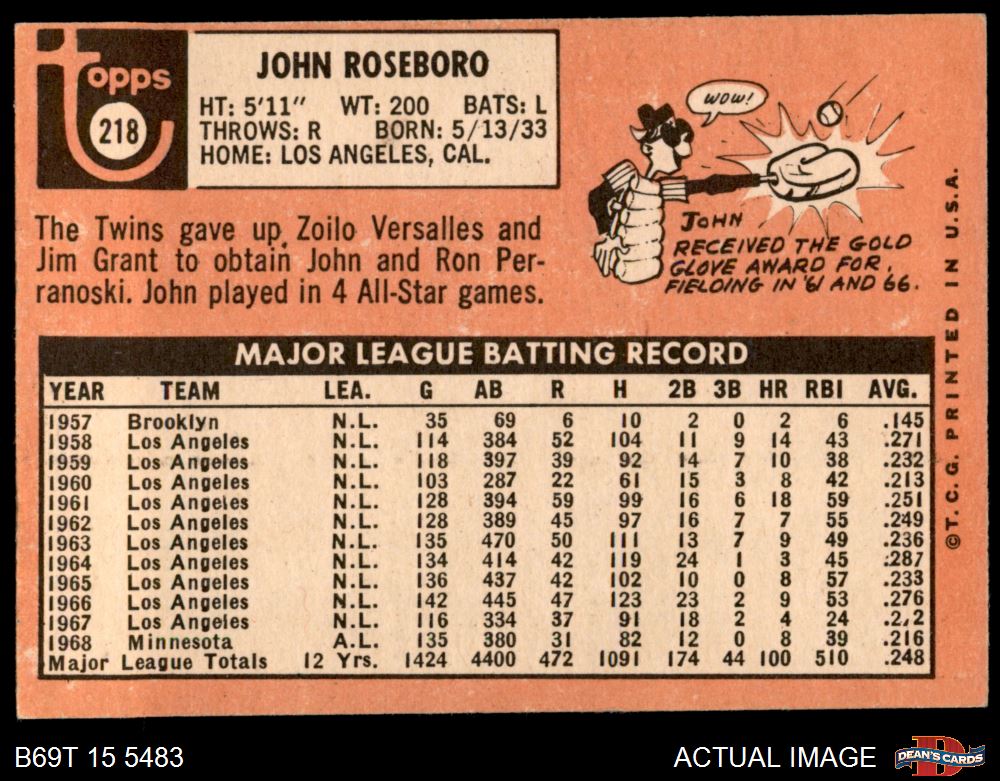 Topps
218
JOHN ROSEBORO
HT: 5'11" WT: 200 BATS: L
THROWS: R BORN: 5/13/33
HOME: LOS ANGELES, CAL.
WOW!
The Twins gave up Zoilo Versalles and
Jim Grant to obtain John and Ron Per-
ranoski. John played in 4 All-Star games.
JOHN
RECEIVED THE GOLD
GLOVE AWARD FOR
FIELDING IN '61 AND 66.
MAJOR LEAGUE BATTING RECORD
YEAR TEAM LEA. G AB R H 2B 3B HR RBI AVG.
1957 Brooklyn N.L. 35 69 6 10 2 0 2 6 .145
1958 Los Angeles N.L. 114 384 52 104 11 9 14 43 .271
1959 Los Angeles N.L. 118 397 39 92 14 7 10 38 .232
1960 Los Angeles N.L. 103 287 22 61 15 3 8 42 .213
1961 Los Angeles N.L. 128 394 59 99 16 6 18 59 .251
1962 Los Angeles N.L. 128 389 45 97 16 7 7 55 .249
1963 Los Angeles N.L. 135 470 50 111 13 7 9 49 .236
1964 Los Angeles N.L. 134 414 42 119 24 1 3 45 .287
1965 Los Angeles N.L. 136 437 42 102 10 0 8 57 .233
1966 Los Angeles N.L. 142 445 47 123 23 2 9 53 .276
1967 Los Angeles N.L. 116 334 37 91 18 2 4 24 .2,2
1968 Minnesota A.L. 135 380 31 82 12 0 8 39 .216
Major League Totals 12 Yrs. 1424 4400 472 1091 174 44 100 510 .248
©T.C.G. PRINTED IN U.S.A.
B69T 15 5483
ACTUAL IMAGE
D
DEAN'S CARDS